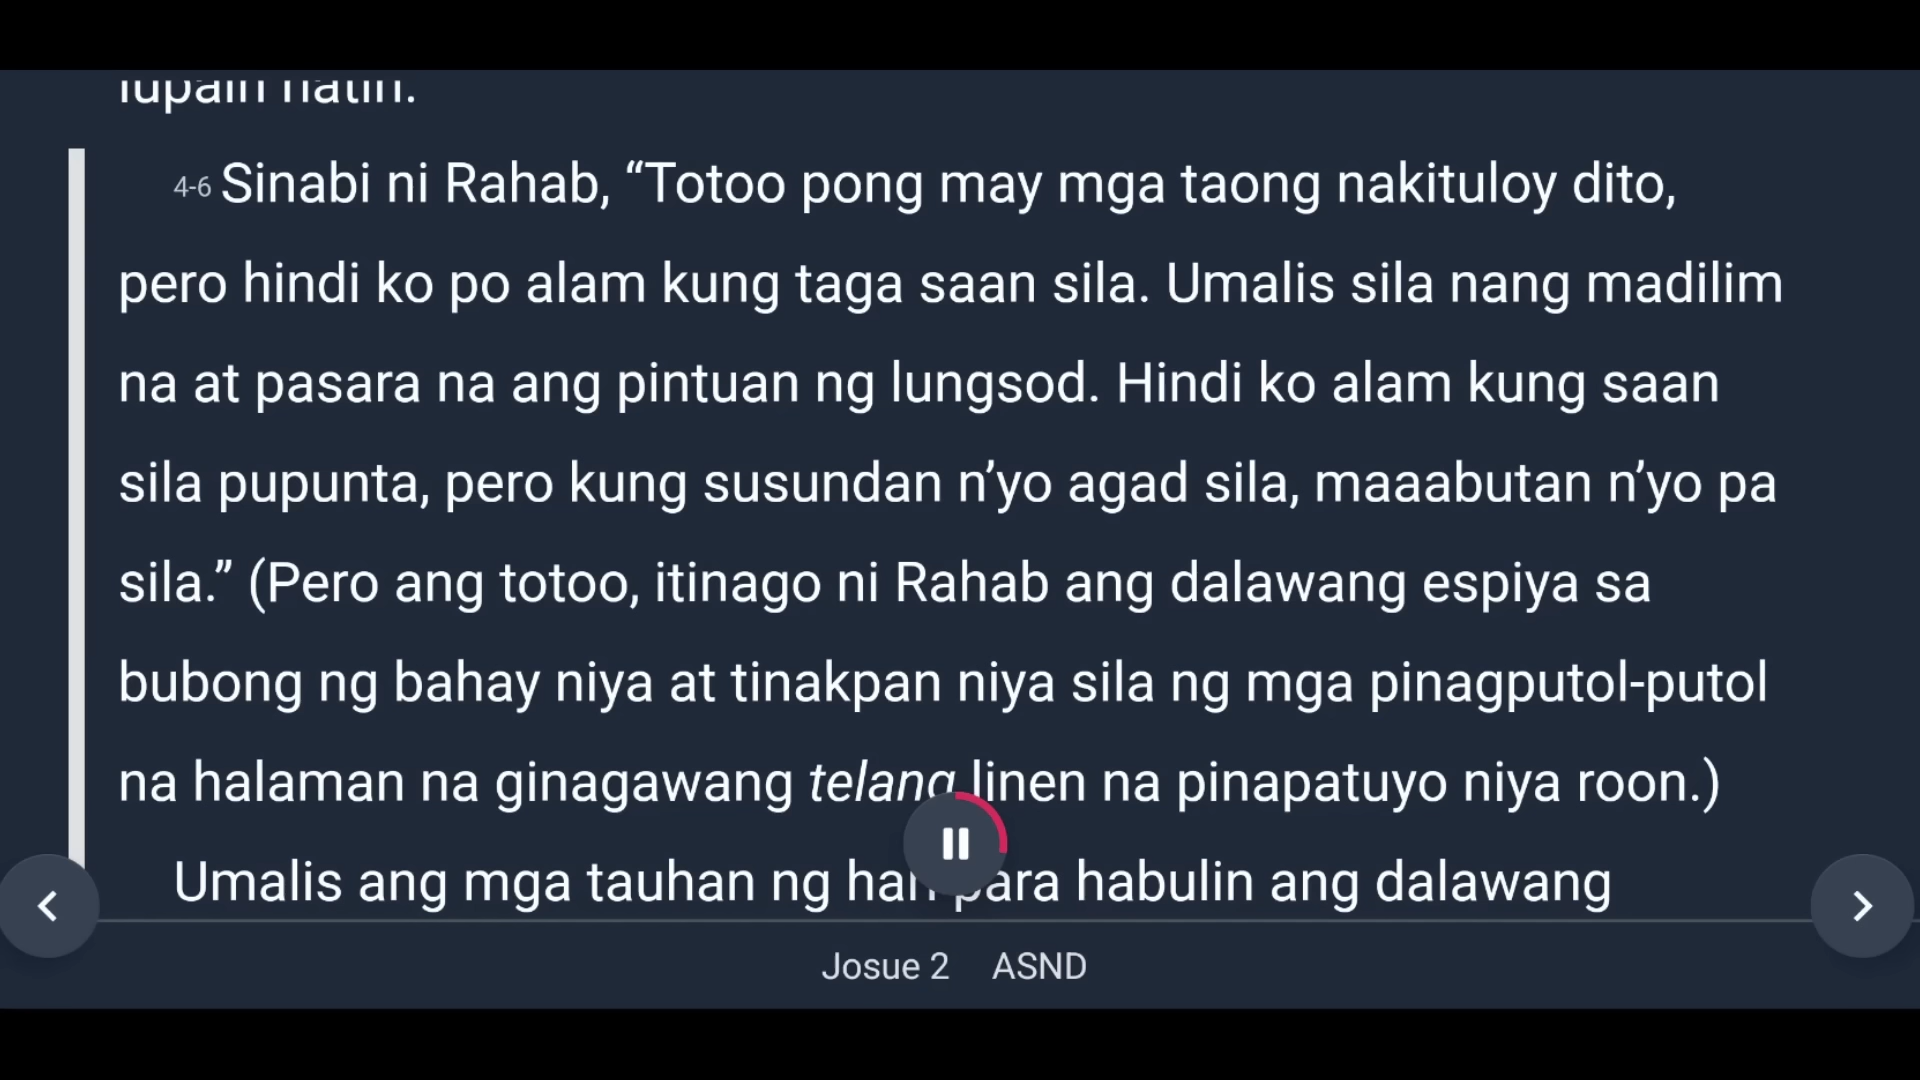 lupain natin.
4-6 Sinabi ni Rahab, “Totoo pong may mga taong nakituloy dito,
pero hindi ko po alam kung taga saan sila. Umalis sila nang madilim
na at pasara na ang pintuan ng lungsod. Hindi ko alam kung saan
sila pupunta, pero kung susundan n’yo agad sila, maaabutan n’yo pa
sila.” (Pero ang totoo, itinago ni Rahab ang dalawang espiya sa
bubong ng bahay niya at tinakpan niya sila ng mga pinagputol-putol
na halaman na ginagawang telang linen na pinapatuyo niya roon.)
Umalis ang mga tauhan ng hari para habulin ang dalawang
Josue 2 ASND